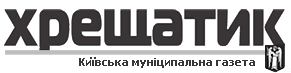 хрещатик
Київська муніципальна газета